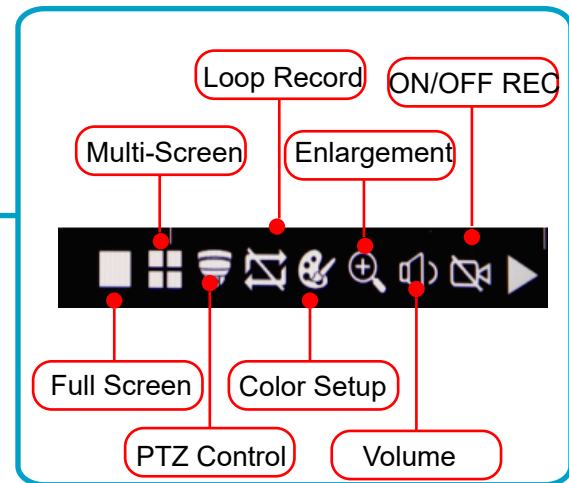 Loop Record
ON/OFF REC
Multi-Screen
Enlargement
Full Screen
Color Setup
PTZ Control
Volume